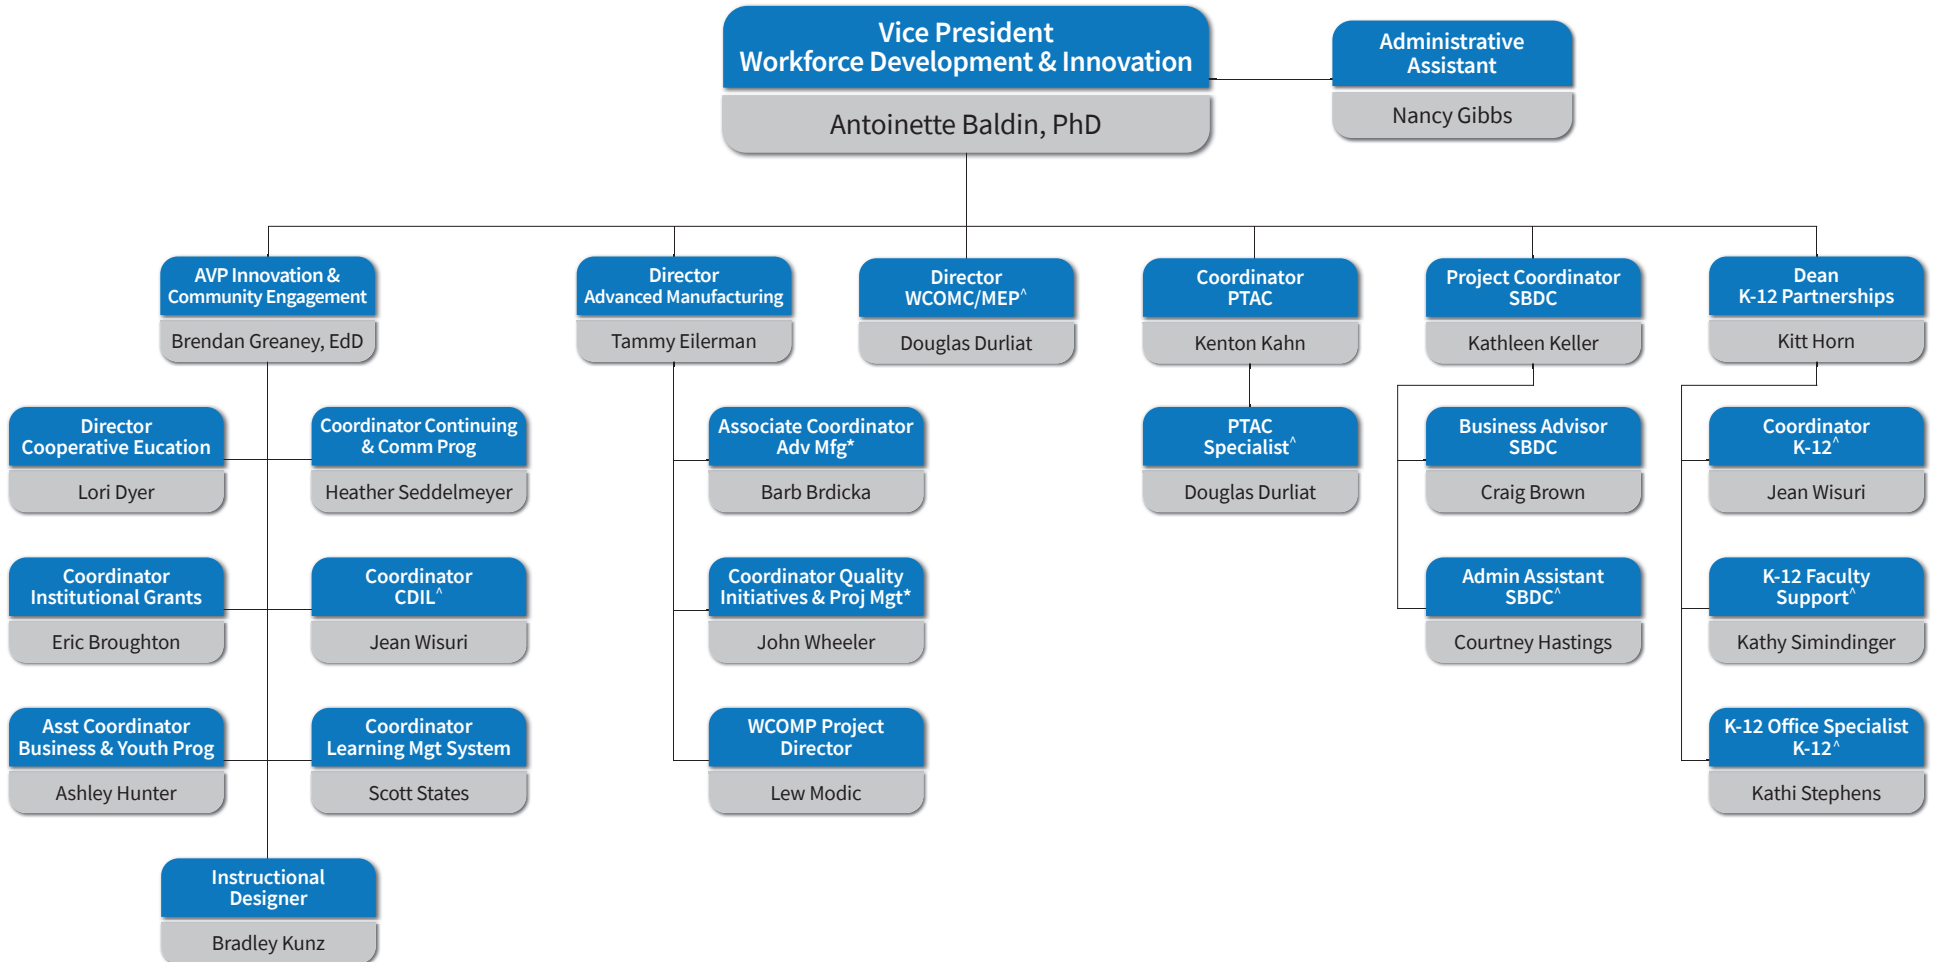 Vice President
Workforce Development & Innovation
Antoinette Baldin, PhD
Administrative
Assistant
Nancy Gibbs
AVP Innovation &
Community Engagement
Brendan Greaney, EdD
Director
Advanced Manufacturing
Tammy Eilerman
Director
WCOMC/MEP^
Douglas Durliat
Coordinator
PTAC
Kenton Kahn
Project Coordinator
SBDC
Kathleen Keller
Dean
K-12 Partnerships
Kitt Horn
Director
Cooperative Eucation
Lori Dyer
Coordinator Continuing
& Comm Prog
Heather Seddelmeyer
Associate Coordinator
Adv Mfg*
Barb Brdicka
PTAC
Specialist^
Douglas Durliat
Business Advisor
SBDC
Craig Brown
Coordinator
K-12^
Jean Wisuri
Coordinator
Institutional Grants
Eric Broughton
Coordinator
CDIL^
Jean Wisuri
Coordinator Quality
Initiatives & Proj Mgt*
John Wheeler
Admin Assistant
SBDC^
Courtney Hastings
K-12 Faculty
Support^
Kathy Simindinger
Asst Coordinator
Business & Youth Prog
Ashley Hunter
Coordinator
Learning Mgt System
Scott States
WCOMP Project
Director
Lew Modic
K-12 Office Specialist
K-12^
Kathi Stephens
Instructional
Designer
Bradley Kunz